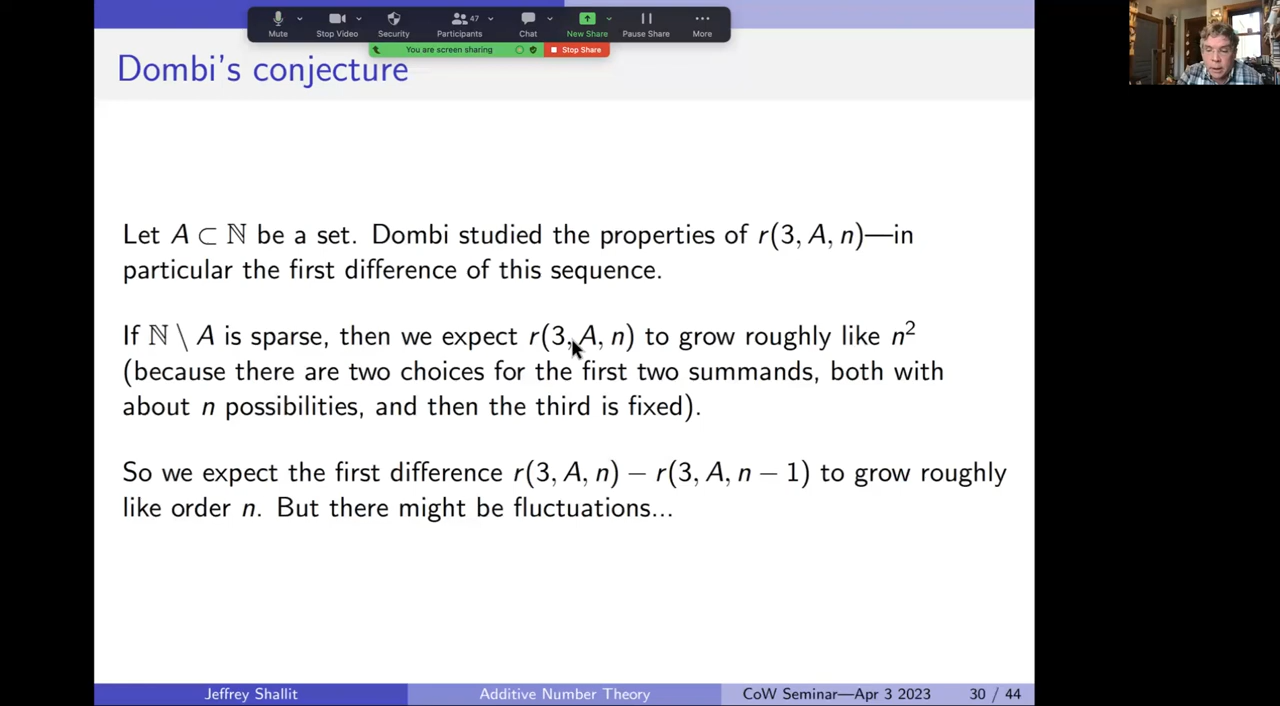 Mute
Stop Video
Security
Participants
47
Chat
New Share
Pause Share
More
You are screen sharing
Stop Share
Dombi's conjecture
Let A ⊂ ℕ be a set. Dombi studied the properties of r(3, A, n)—in
particular the first difference of this sequence.
If ℕ \ A is sparse, then we expect r(3, A, n) to grow roughly like n²
(because there are two choices for the first two summands, both with
about n possibilities, and then the third is fixed).
So we expect the first difference r(3, A, n) − r(3, A, n − 1) to grow roughly
like order n. But there might be fluctuations...
Jeffrey Shallit
Additive Number Theory
CoW Seminar—Apr 3 2023
30 / 44